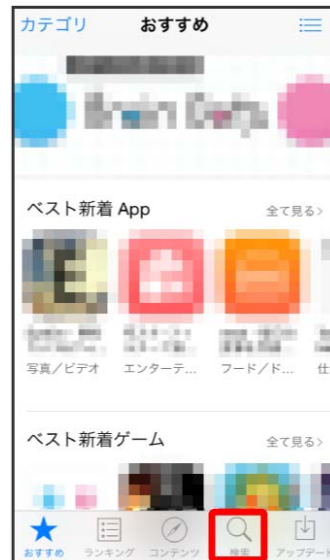 カテゴリ おすすめ
ベスト新着 App 全て見る>
写真／ビデオ エンターテ... フード／ド... 仕
ベスト新着ゲーム 全て見る>
おすすめ ランキング コンテンツ 検索 アップデート